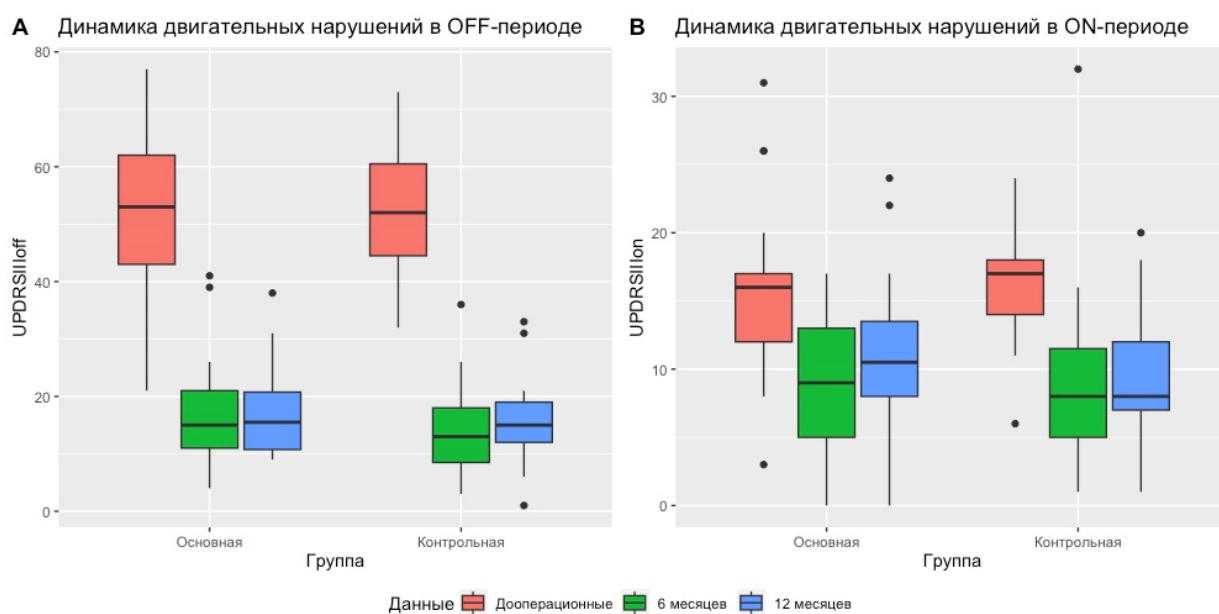 A Динамика двигательных нарушений в OFF-периоде
80
60
40
20
0
UPDRSIIIoff
Основная Контрольная
Группа
B Динамика двигательных нарушений в ON-периоде
30
20
10
0
UPDRSIIIon
Основная Контрольная
Группа
Данные Дооперационные 6 месяцев 12 месяцев